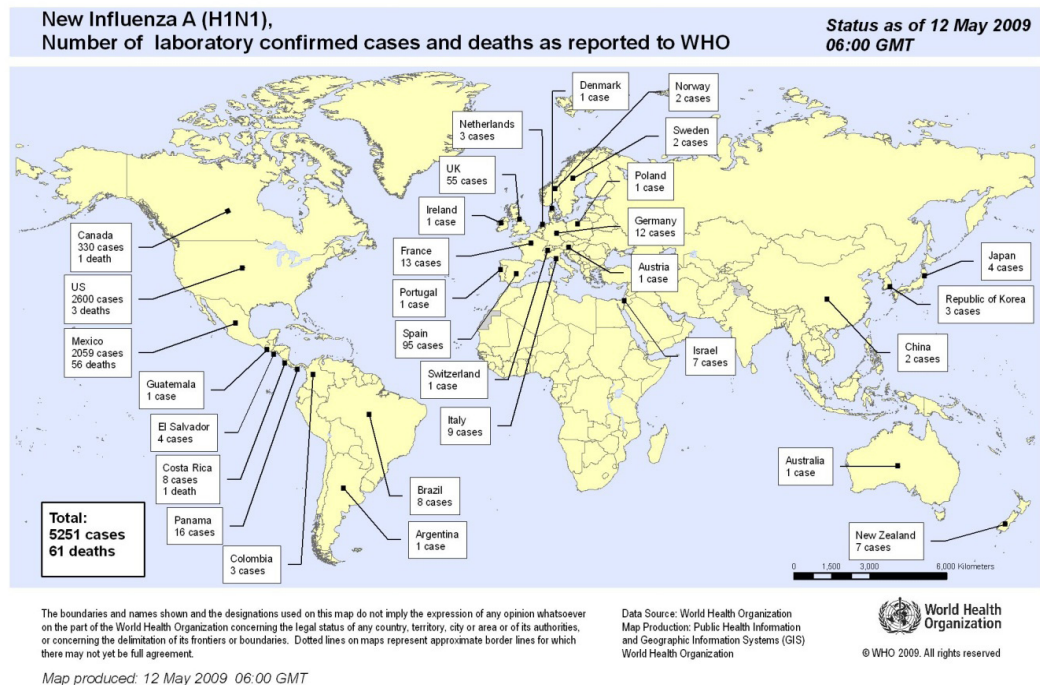 New Influenza A (H1N1),
Number of laboratory confirmed cases and deaths as reported to WHO
Status as of 12 May 2009
06:00 GMT
Denmark
1 case
Norway
2 cases
Netherlands
3 cases
Sweden
2 cases
UK
55 cases
Poland
1 case
Ireland
1 case
Germany
12 cases
Canada
330 cases
1 death
France
13 cases
Austria
1 case
Japan
4 cases
US
2600 cases
3 deaths
Portugal
1 case
Republic of Korea
3 cases
Mexico
2059 cases
56 deaths
Spain
95 cases
Israel
7 cases
China
2 cases
Guatemala
1 case
Switzerland
1 case
El Salvador
4 cases
Italy
9 cases
Costa Rica
8 cases
1 death
Australia
1 case
Brazil
8 cases
Panama
16 cases
Argentina
1 case
New Zealand
7 cases
Colombia
3 cases
Total:
5251 cases
61 deaths
0 1,500 3,000 6,000 Kilometers
The boundaries and names shown and the designations used on this map do not imply the expression of any opinion whatsoever
on the part of the World Health Organization concerning the legal status of any country, territory, city or area or of its authorities,
or concerning the delimitation of its frontiers or boundaries. Dotted lines on maps represent approximate border lines for which
there may not yet be full agreement.
Data Source: World Health Organization
Map Production: Public Health Information
and Geographic Information Systems (GIS)
World Health Organization
World Health
Organization
© WHO 2009. All rights reserved
Map produced: 12 May 2009 06:00 GMT